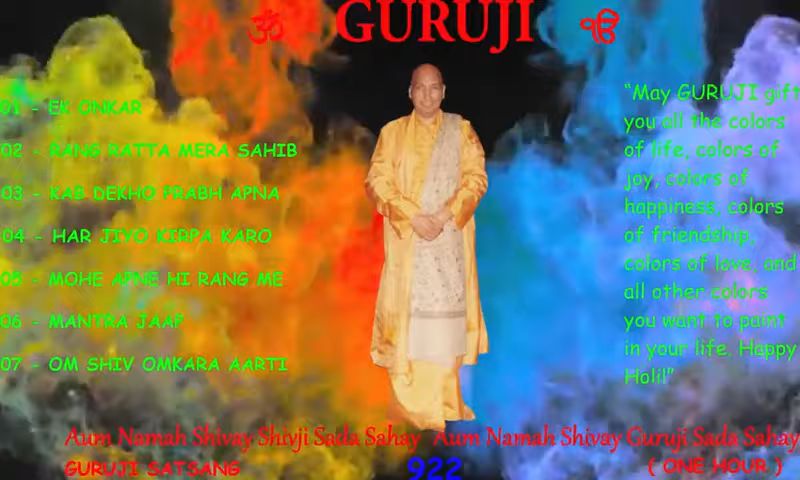 ॐ GURUJI ੴ
01 - EK ONKAR
02 - RANG RATTA MERA SAHIB
03 - KAB DEKHO PRABH APNA
04 - HAR JIYO KIRPA KARO
05 - MOHE APNE HI RANG ME
06 - MANTRA JAAP
07 - OM SHIV OMKARA AARTI
"May GURUJI gift
you all the colors
of life, colors of
joy, colors of
happiness, colors
of friendship,
colors of love, and
all other colors
you want to paint
in your life. Happy
Holi!"
Aum Namah Shivay Shivji Sada Sahay Aum Namah Shivay Guruji Sada Sahay
GURUJI SATSANG 922 ( ONE HOUR )